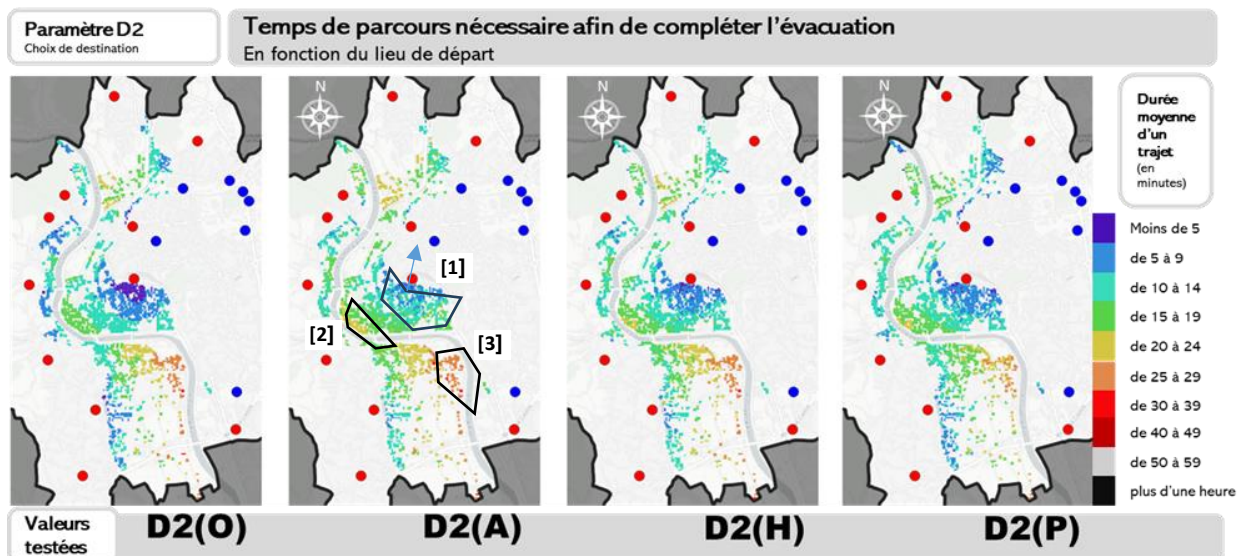 Paramètre D2
Choix de destination
Temps de parcours nécessaire afin de compléter l'évacuation
En fonction du lieu de départ
N
N
N
[1]
[2]
[3]
Durée
moyenne
d'un
trajet
(en
minutes)
Moins de 5
de 5 à 9
de 10 à 14
de 15 à 19
de 20 à 24
de 25 à 29
de 30 à 39
de 40 à 49
de 50 à 59
plus d'une heure
Valeurs
testées
D2(O)
D2(A)
D2(H)
D2(P)